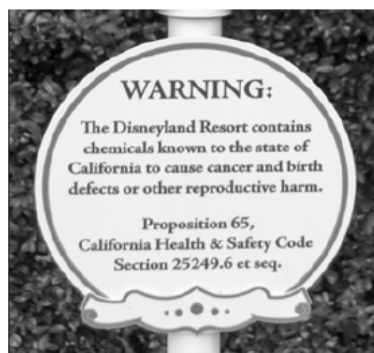 WARNING:
The Disneyland Resort contains
chemicals known to the state of
California to cause cancer and birth
defects or other reproductive harm.
Proposition 65,
California Health & Safety Code
Section 25249.6 et seq.